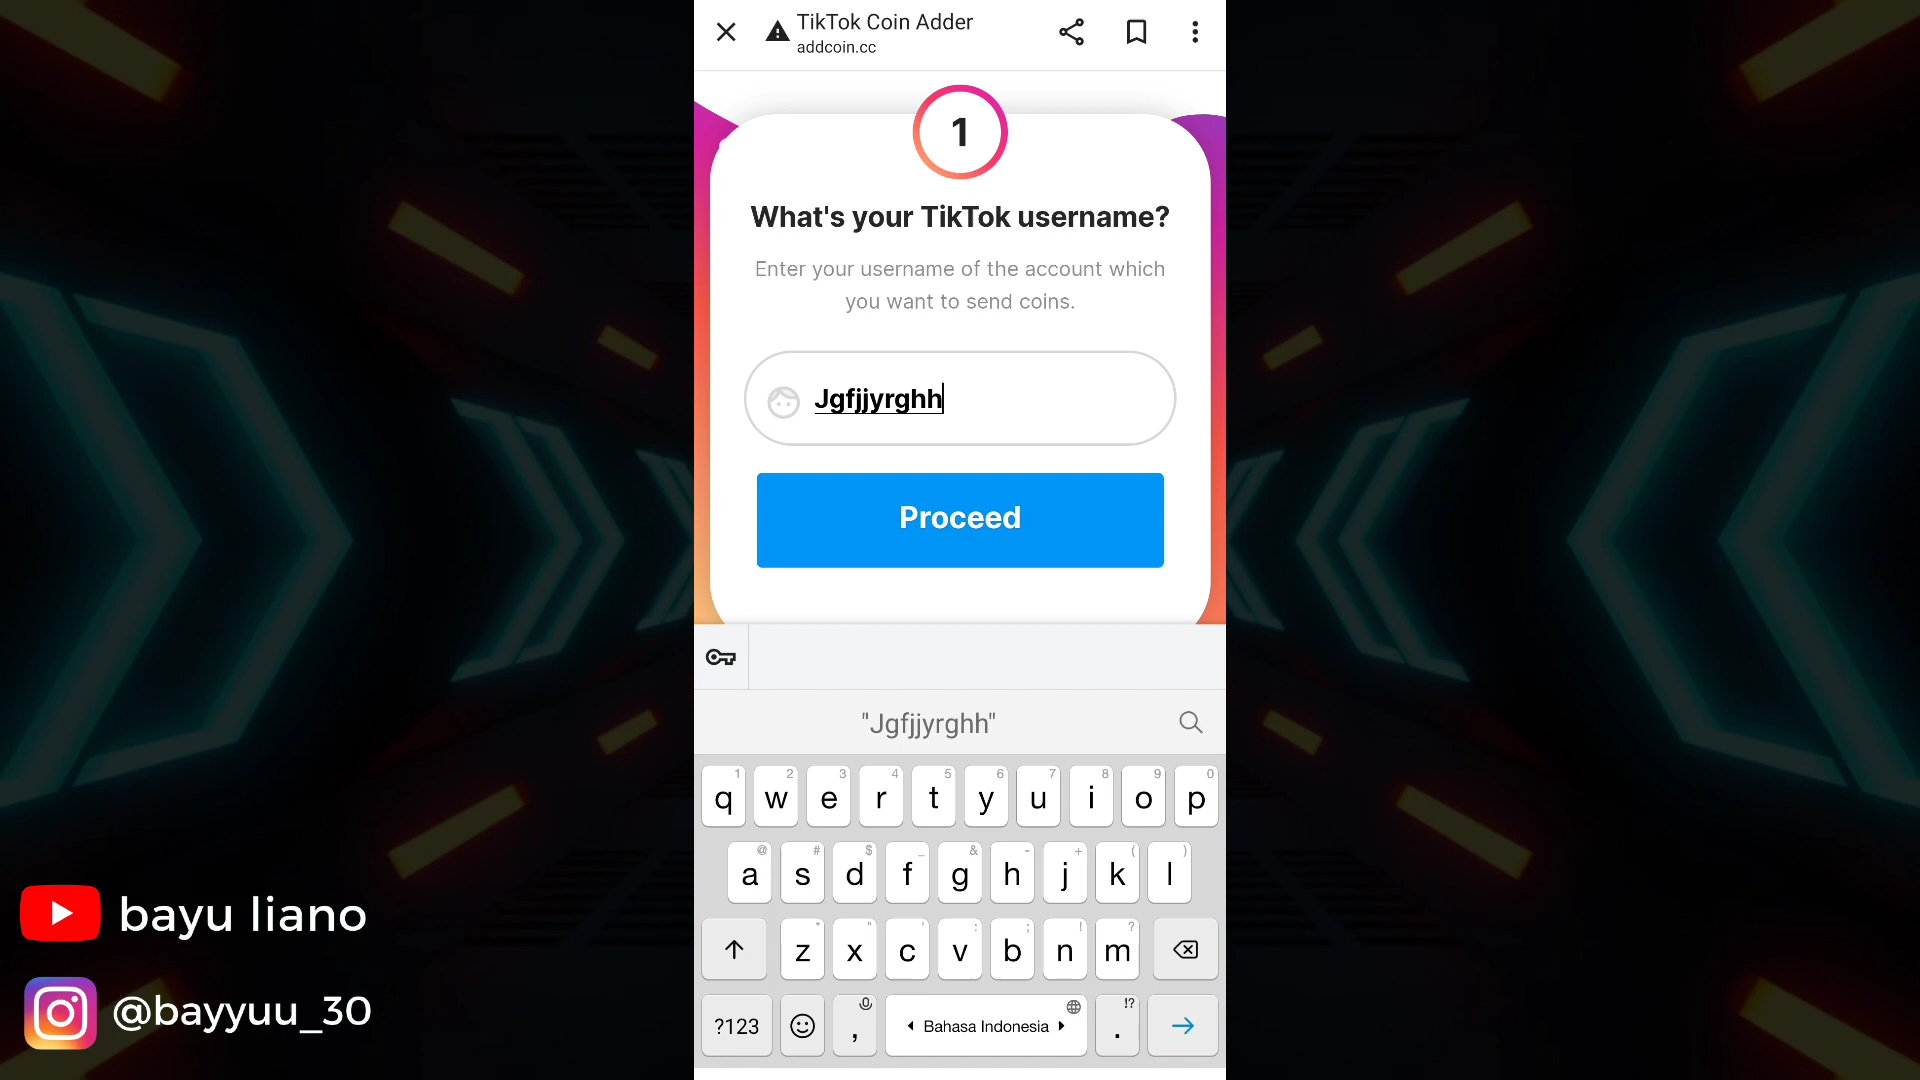 TikTok Coin Adder
addcoin.cc
1
What's your TikTok username?
Enter your username of the account which
you want to send coins.
Jgfjjyrghh
Proceed
"Jgfjjyrghh"
1 2 3 4 5 6 7 8 9 0
q w e r t y u i o p
@ # $ _ & - + ( )
a s d f g h j k l
* " ' : ; ! ?
z x c v b n m
!?
?123 , Bahasa Indonesia .
bayu liano
@bayyuu_30